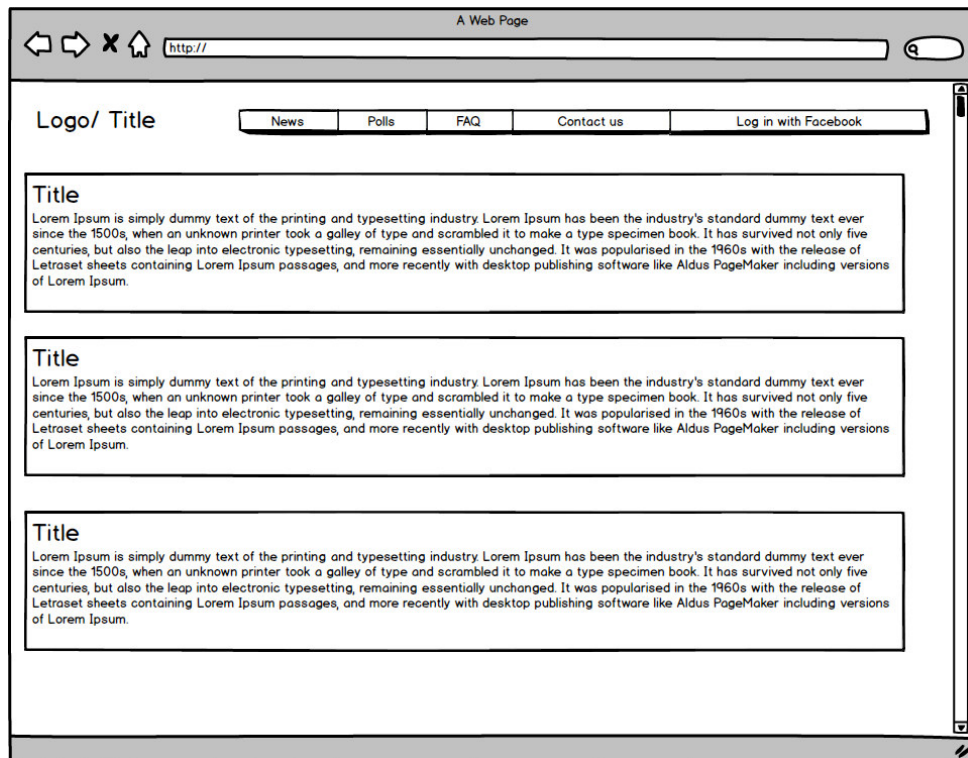 A Web Page
http://
Logo/ Title
News Polls FAQ Contact us Log in with Facebook
Title
Lorem Ipsum is simply dummy text of the printing and typesetting industry. Lorem Ipsum has been the industry's standard dummy text ever
since the 1500s, when an unknown printer took a galley of type and scrambled it to make a type specimen book. It has survived not only five
centuries, but also the leap into electronic typesetting, remaining essentially unchanged. It was popularised in the 1960s with the release of
Letraset sheets containing Lorem Ipsum passages, and more recently with desktop publishing software like Aldus PageMaker including versions
of Lorem Ipsum.
Title
Lorem Ipsum is simply dummy text of the printing and typesetting industry. Lorem Ipsum has been the industry's standard dummy text ever
since the 1500s, when an unknown printer took a galley of type and scrambled it to make a type specimen book. It has survived not only five
centuries, but also the leap into electronic typesetting, remaining essentially unchanged. It was popularised in the 1960s with the release of
Letraset sheets containing Lorem Ipsum passages, and more recently with desktop publishing software like Aldus PageMaker including versions
of Lorem Ipsum.
Title
Lorem Ipsum is simply dummy text of the printing and typesetting industry. Lorem Ipsum has been the industry's standard dummy text ever
since the 1500s, when an unknown printer took a galley of type and scrambled it to make a type specimen book. It has survived not only five
centuries, but also the leap into electronic typesetting, remaining essentially unchanged. It was popularised in the 1960s with the release of
Letraset sheets containing Lorem Ipsum passages, and more recently with desktop publishing software like Aldus PageMaker including versions
of Lorem Ipsum.